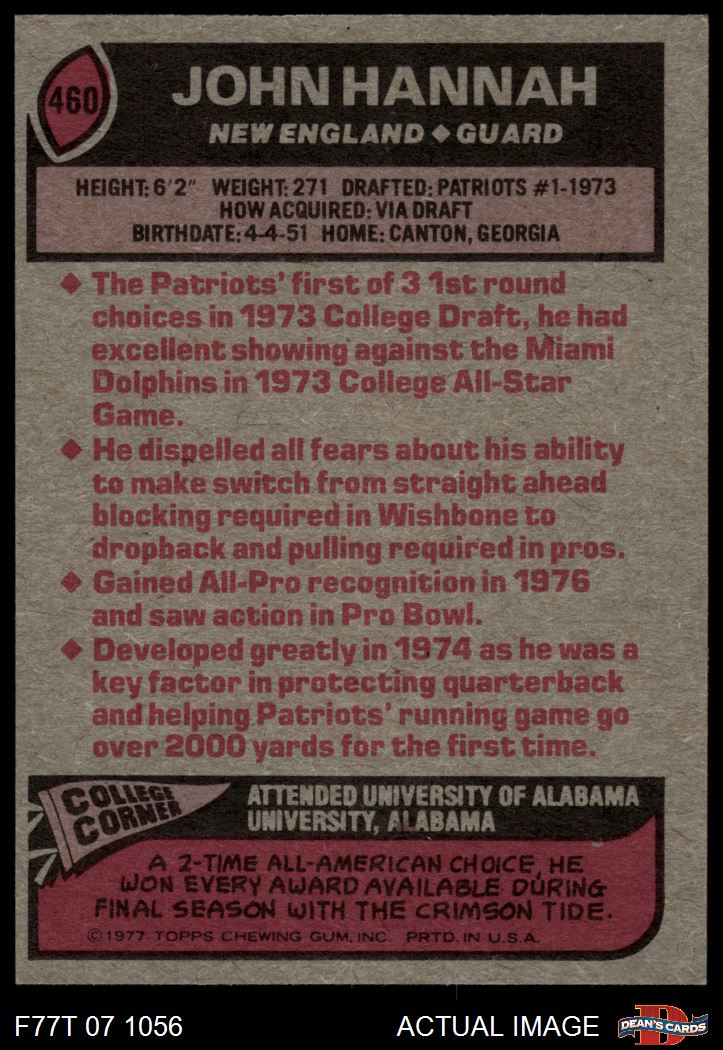 460
JOHN HANNAH
NEW ENGLAND ◆ GUARD
HEIGHT: 6'2" WEIGHT: 271 DRAFTED: PATRIOTS #1-1973
HOW ACQUIRED: VIA DRAFT
BIRTHDATE: 4-4-51 HOME: CANTON, GEORGIA
◆ The Patriots' first of 3 1st round
choices in 1973 College Draft, he had
excellent showing against the Miami
Dolphins in 1973 College All-Star
Game.
◆ He dispelled all fears about his ability
to make switch from straight ahead
blocking required in Wishbone to
dropback and pulling required in pros.
◆ Gained All-Pro recognition in 1976
and saw action in Pro Bowl.
◆ Developed greatly in 1974 as he was a
key factor in protecting quarterback
and helping Patriots' running game go
over 2000 yards for the first time.
COLLEGE
CORNER
ATTENDED UNIVERSITY OF ALABAMA
UNIVERSITY, ALABAMA
A 2-TIME ALL-AMERICAN CHOICE, HE
WON EVERY AWARD AVAILABLE DURING
FINAL SEASON WITH THE CRIMSON TIDE.
©1977 TOPPS CHEWING GUM, INC. PRTD. IN U.S.A.
F77T 07 1056
ACTUAL IMAGE
D
DEAN'S CARDS